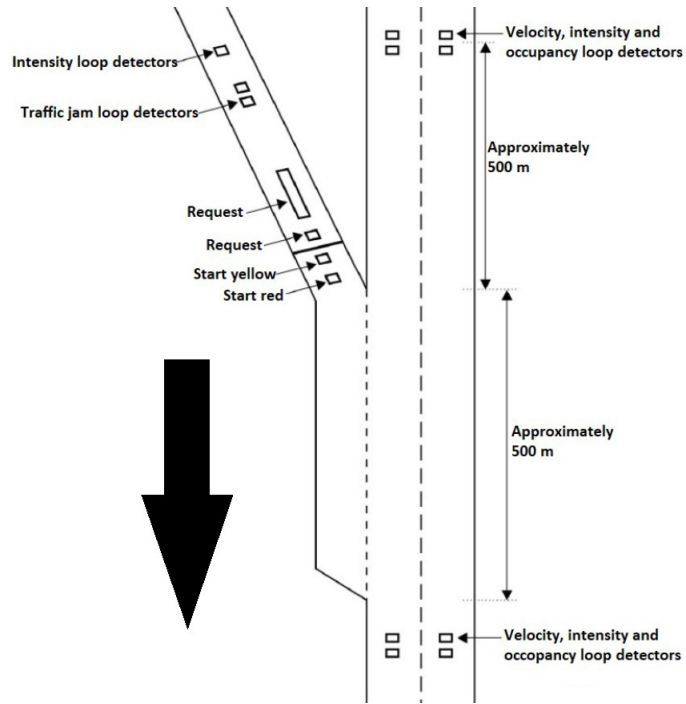 Velocity, intensity and
occupancy loop detectors
Intensity loop detectors
Traffic jam loop detectors
Approximately
500 m
Request
Request
Start yellow
Start red
Approximately
500 m
Velocity, intensity and
occopancy loop detectors